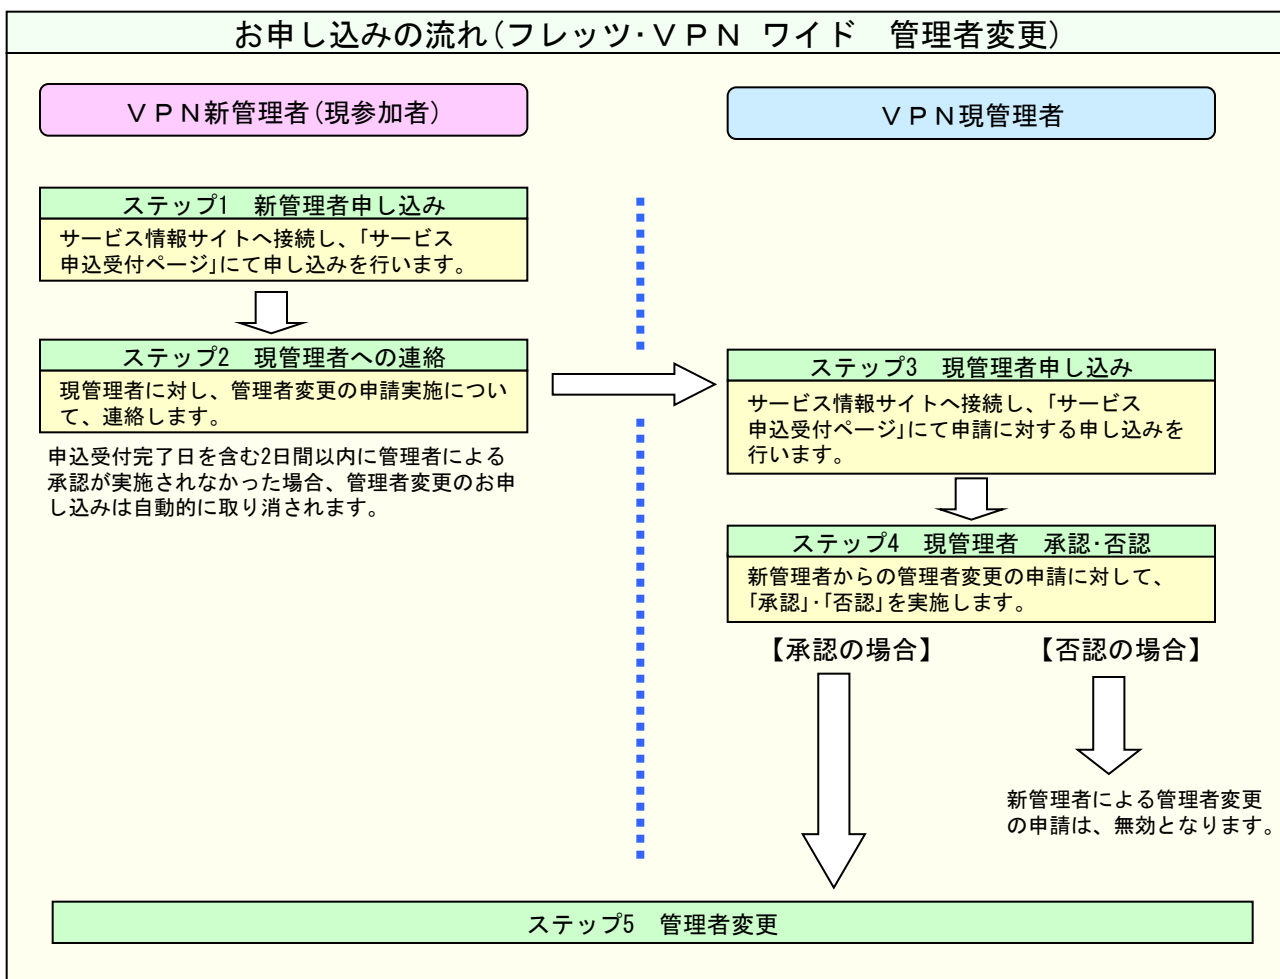 お申し込みの流れ(フレッツ･ＶＰＮ ワイド　管理者変更)
ＶＰＮ新管理者(現参加者)
ＶＰＮ現管理者
ステップ1　新管理者申し込み
サービス情報サイトへ接続し、｢サービス
申込受付ページ｣にて申し込みを行います。
ステップ2　現管理者への連絡
現管理者に対し、管理者変更の申請実施につい
て、連絡します。
申込受付完了日を含む2日間以内に管理者による
承認が実施されなかった場合、管理者変更のお申
し込みは自動的に取り消されます。
ステップ3　現管理者申し込み
サービス情報サイトへ接続し、｢サービス
申込受付ページ｣にて申請に対する申し込みを
行います。
ステップ4　現管理者　承認･否認
新管理者からの管理者変更の申請に対して、
｢承認｣･｢否認｣を実施します。
【承認の場合】
【否認の場合】
新管理者による管理者変更
の申請は、無効となります。
ステップ5　管理者変更